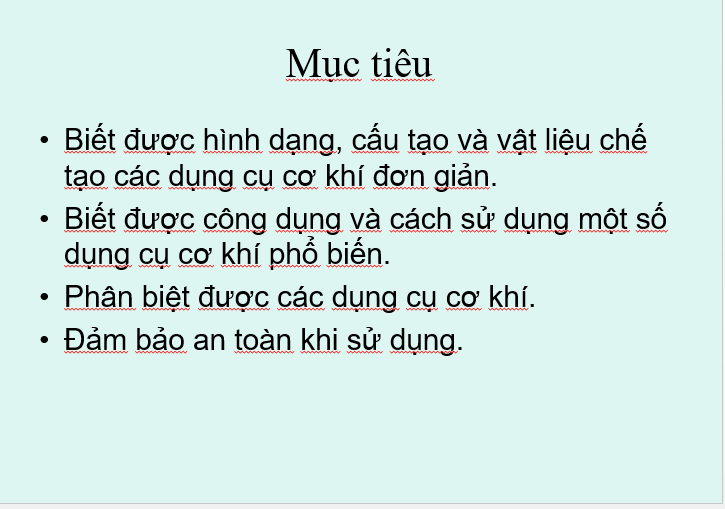 Mục tiêu
• Biết được hình dạng, cấu tạo và vật liệu chế
tạo các dụng cụ cơ khí đơn giản.
• Biết được công dụng và cách sử dụng một số
dụng cụ cơ khí phổ biến.
• Phân biệt được các dụng cụ cơ khí.
• Đảm bảo an toàn khi sử dụng.